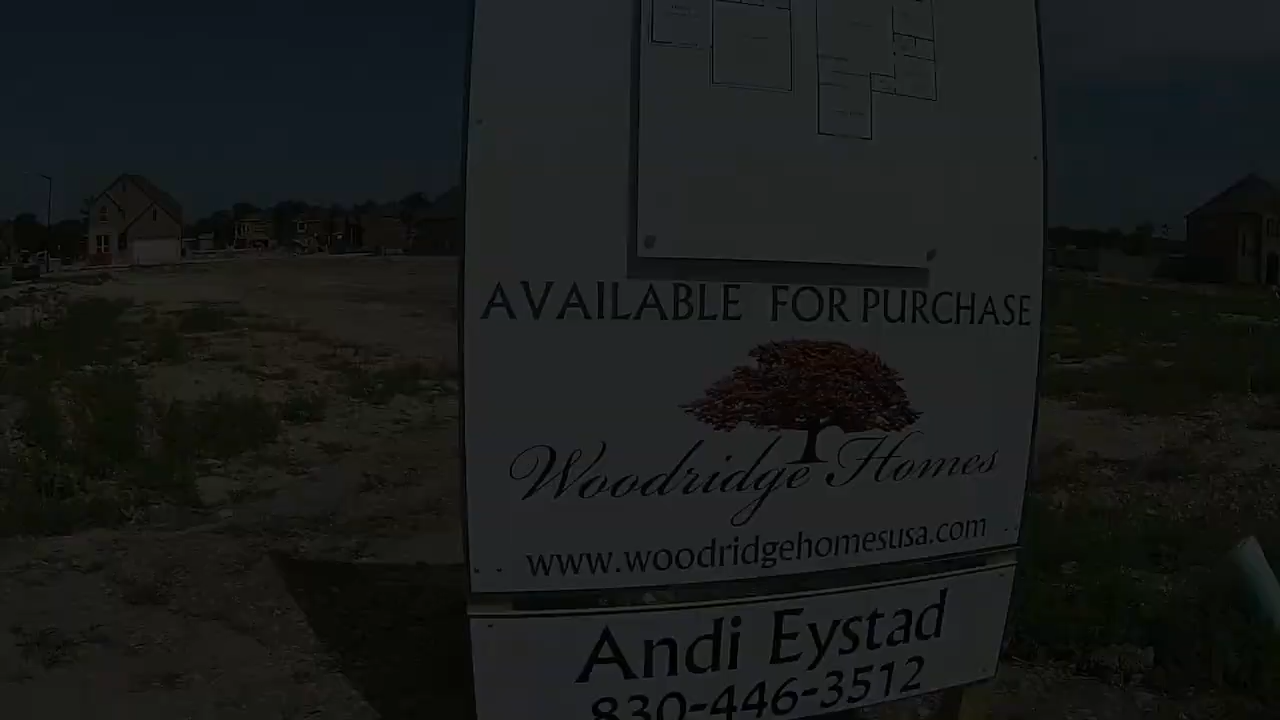 AVAILABLE FOR PURCHASE
Woodridge Homes
www.woodridgehomesusa.com
Andi Eystad
830-446-3512